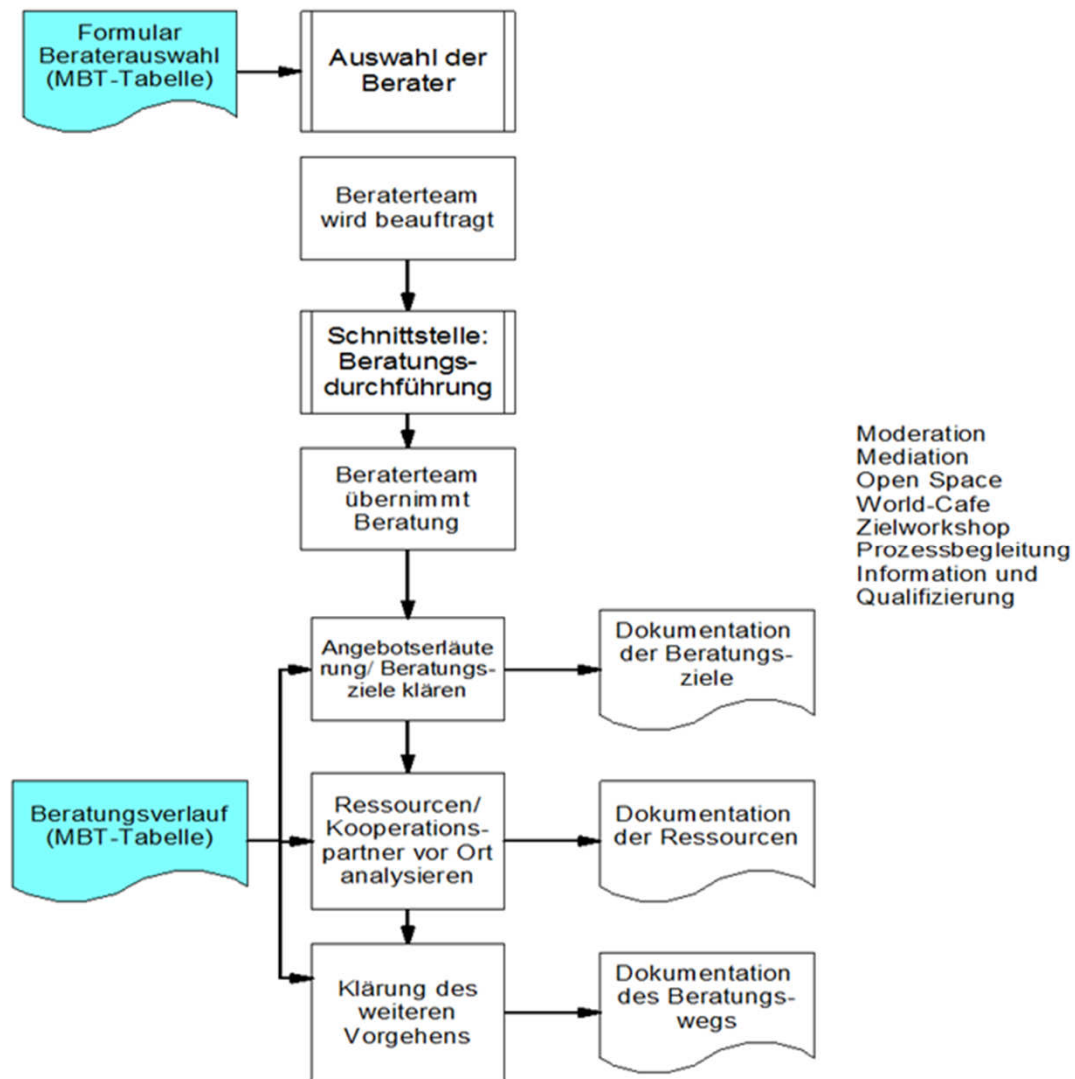 Formular
Beraterauswahl
(MBT-Tabelle)
Auswahl der
Berater
Beraterteam
wird beauftragt
Schnittstelle:
Beratungs-
durchführung
Beraterteam
übernimmt
Beratung
Moderation
Mediation
Open Space
World-Cafe
Zielworkshop
Prozessbegleitung
Information und
Qualifizierung
Angebotserläute
rung/ Beratungs-
ziele klären
Dokumentation
der Beratungs-
ziele
Beratungsverlauf
(MBT-Tabelle)
Ressourcen/
Kooperations-
partner vor Ort
analysieren
Dokumentation
der Ressourcen
Klärung des
weiteren
Vorgehens
Dokumentation
des Beratungs-
wegs